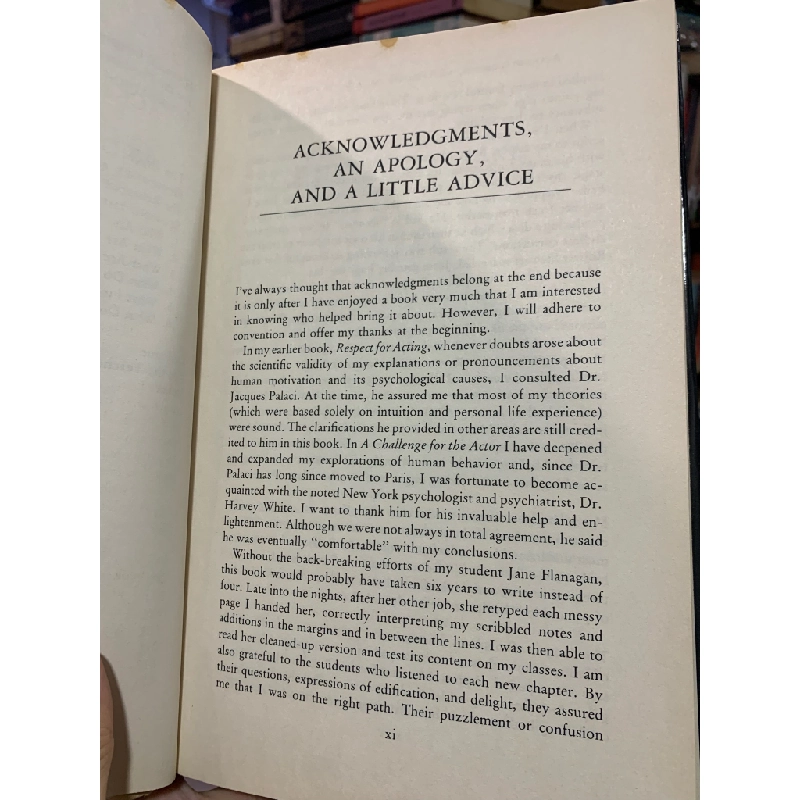 ACKNOWLEDGMENTS,
AN APOLOGY,
AND A LITTLE ADVICE
I've always thought that acknowledgments belong at the end because
it is only after I have enjoyed a book very much that I am interested
in knowing who helped bring it about. However, I will adhere to
convention and offer my thanks at the beginning.
In my earlier book, Respect for Acting, whenever doubts arose about
the scientific validity of my explanations or pronouncements about
human motivation and its psychological causes, I consulted Dr.
Jacques Palaci. At the time, he assured me that most of my theories
(which were based solely on intuition and personal life experience)
were sound. The clarifications he provided in other areas are still cred-
ited to him in this book. In A Challenge for the Actor I have deepened
and expanded my explorations of human behavior and, since Dr.
Palaci has long since moved to Paris, I was fortunate to become ac-
quainted with the noted New York psychologist and psychiatrist, Dr.
Harvey White. I want to thank him for his invaluable help and en-
lightenment. Although we were not always in total agreement, he said
he was eventually "comfortable" with my conclusions.
Without the back-breaking efforts of my student Jane Flanagan,
this book would probably have taken six years to write instead of
four. Late into the nights, after her other job, she retyped each messy
page I handed her, correctly interpreting my scribbled notes and
additions in the margins and in between the lines. I was then able to
read her cleaned-up version and test its content on my classes. I am
also grateful to the students who listened to each new chapter. By
their questions, expressions of edification, and delight, they assured
me that I was on the right path. Their puzzlement or confusion
xi